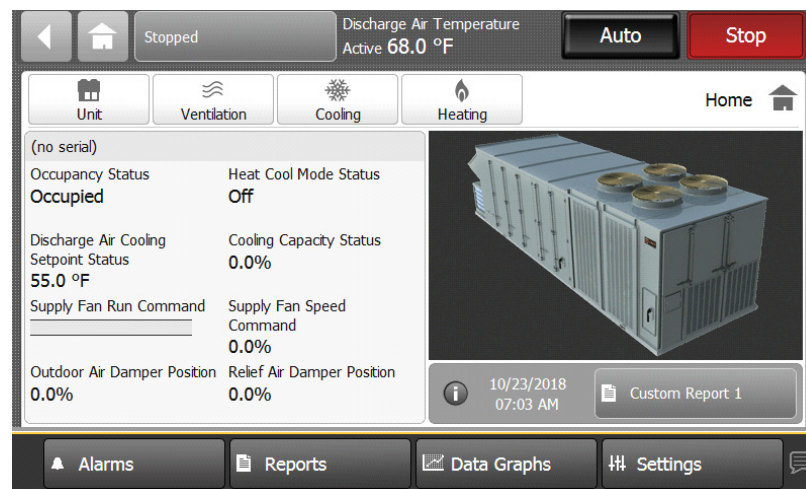 Stopped
Discharge Air Temperature
Active 68.0 °F
Auto
Stop
Unit
Ventilation
Cooling
Heating
Home
(no serial)
Occupancy Status
Occupied
Heat Cool Mode Status
Off
Discharge Air Cooling
Setpoint Status
55.0 °F
Cooling Capacity Status
0.0%
Supply Fan Run Command
Supply Fan Speed
Command
0.0%
Outdoor Air Damper Position
0.0%
Relief Air Damper Position
0.0%
10/23/2018
07:03 AM
Custom Report 1
Alarms
Reports
Data Graphs
Settings